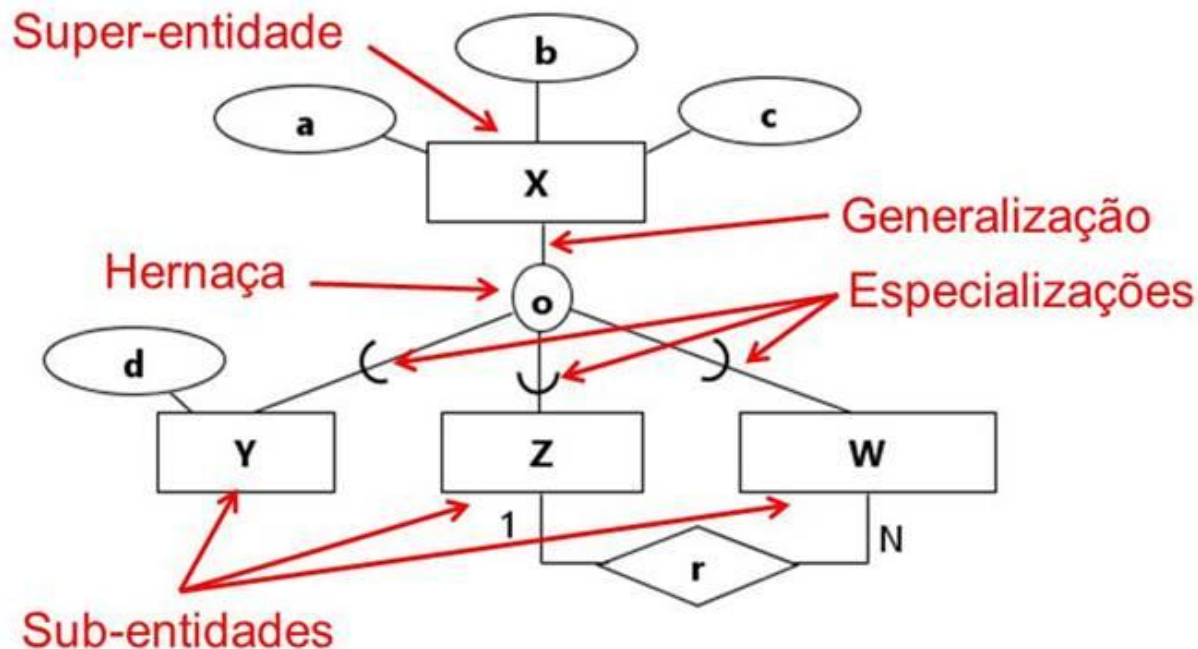 Super-entidade
b
a
c
X
Generalização
Hernaça
Especializações
o
d
Y
Z
W
1
N
r
Sub-entidades